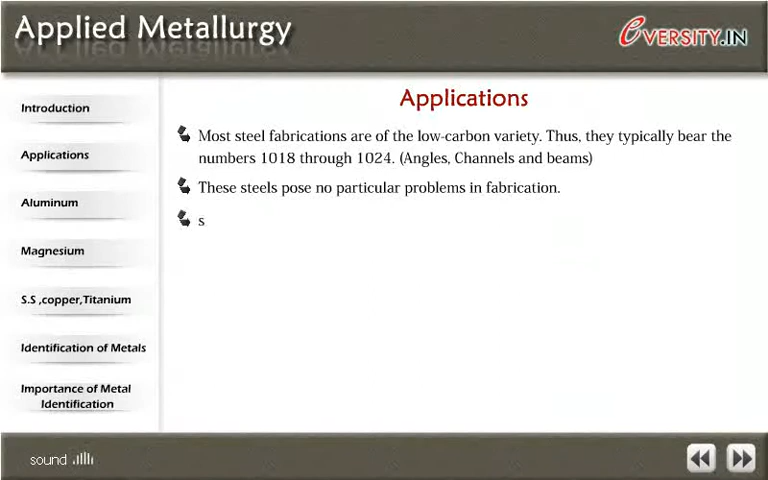 Applied Metallurgy
eVERSITY.IN
Introduction
Applications
Aluminum
Magnesium
S.S ,copper,Titanium
Identification of Metals
Importance of Metal
Identification
Applications
Most steel fabrications are of the low-carbon variety. Thus, they typically bear the
numbers 1018 through 1024. (Angles, Channels and beams)
These steels pose no particular problems in fabrication.
s
sound